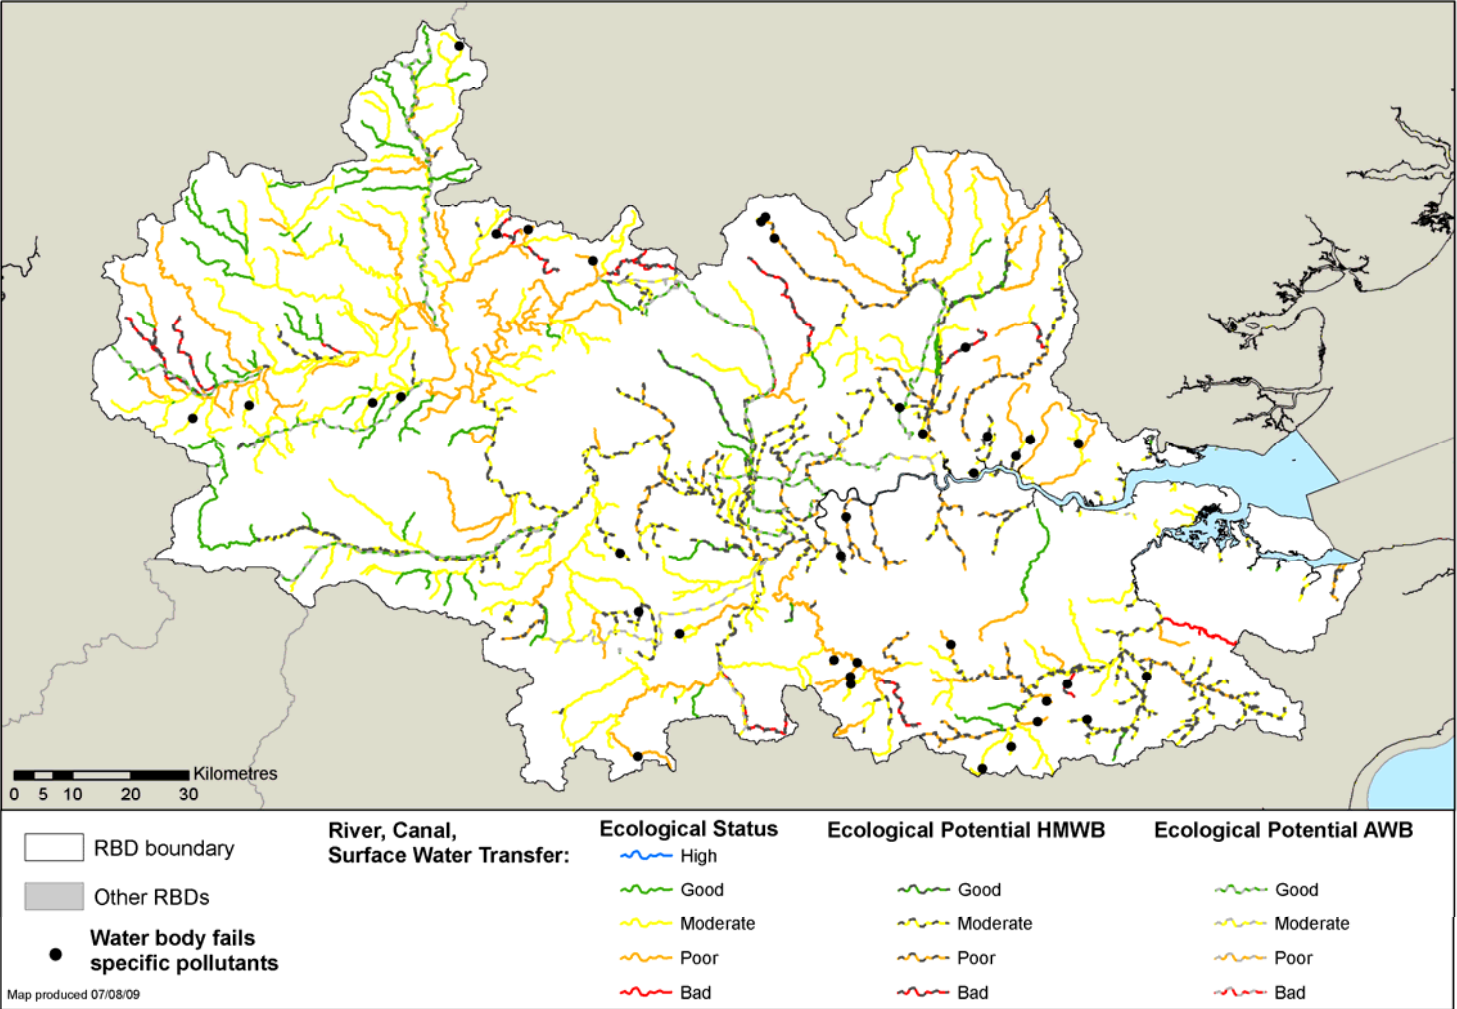 Kilometres
0 5 10 20 30
RBD boundary
Other RBDs
Water body fails
specific pollutants
Map produced 07/08/09
River, Canal,
Surface Water Transfer:
Ecological Status
High
Good
Moderate
Poor
Bad
Ecological Potential HMWB
Good
Moderate
Poor
Bad
Ecological Potential AWB
Good
Moderate
Poor
Bad